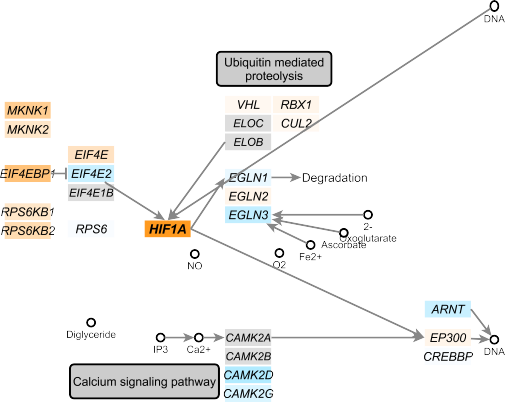 DNA
Ubiquitin mediated
proteolysis
VHL RBX1
ELOC CUL2
ELOB
MKNK1
MKNK2
EIF4E
EIF4EBP1 EIF4E2
EIF4E1B
EGLN1 Degradation
EGLN2
EGLN3
RPS6KB1
RPS6KB2 RPS6 HIF1A
2-
Oxoglutarate
Ascorbate
Fe2+
NO O2
ARNT
Diglyceride
IP3 Ca2+ CAMK2A
CAMK2B
CAMK2D
CAMK2G
EP300
CREBBP DNA
Calcium signaling pathway